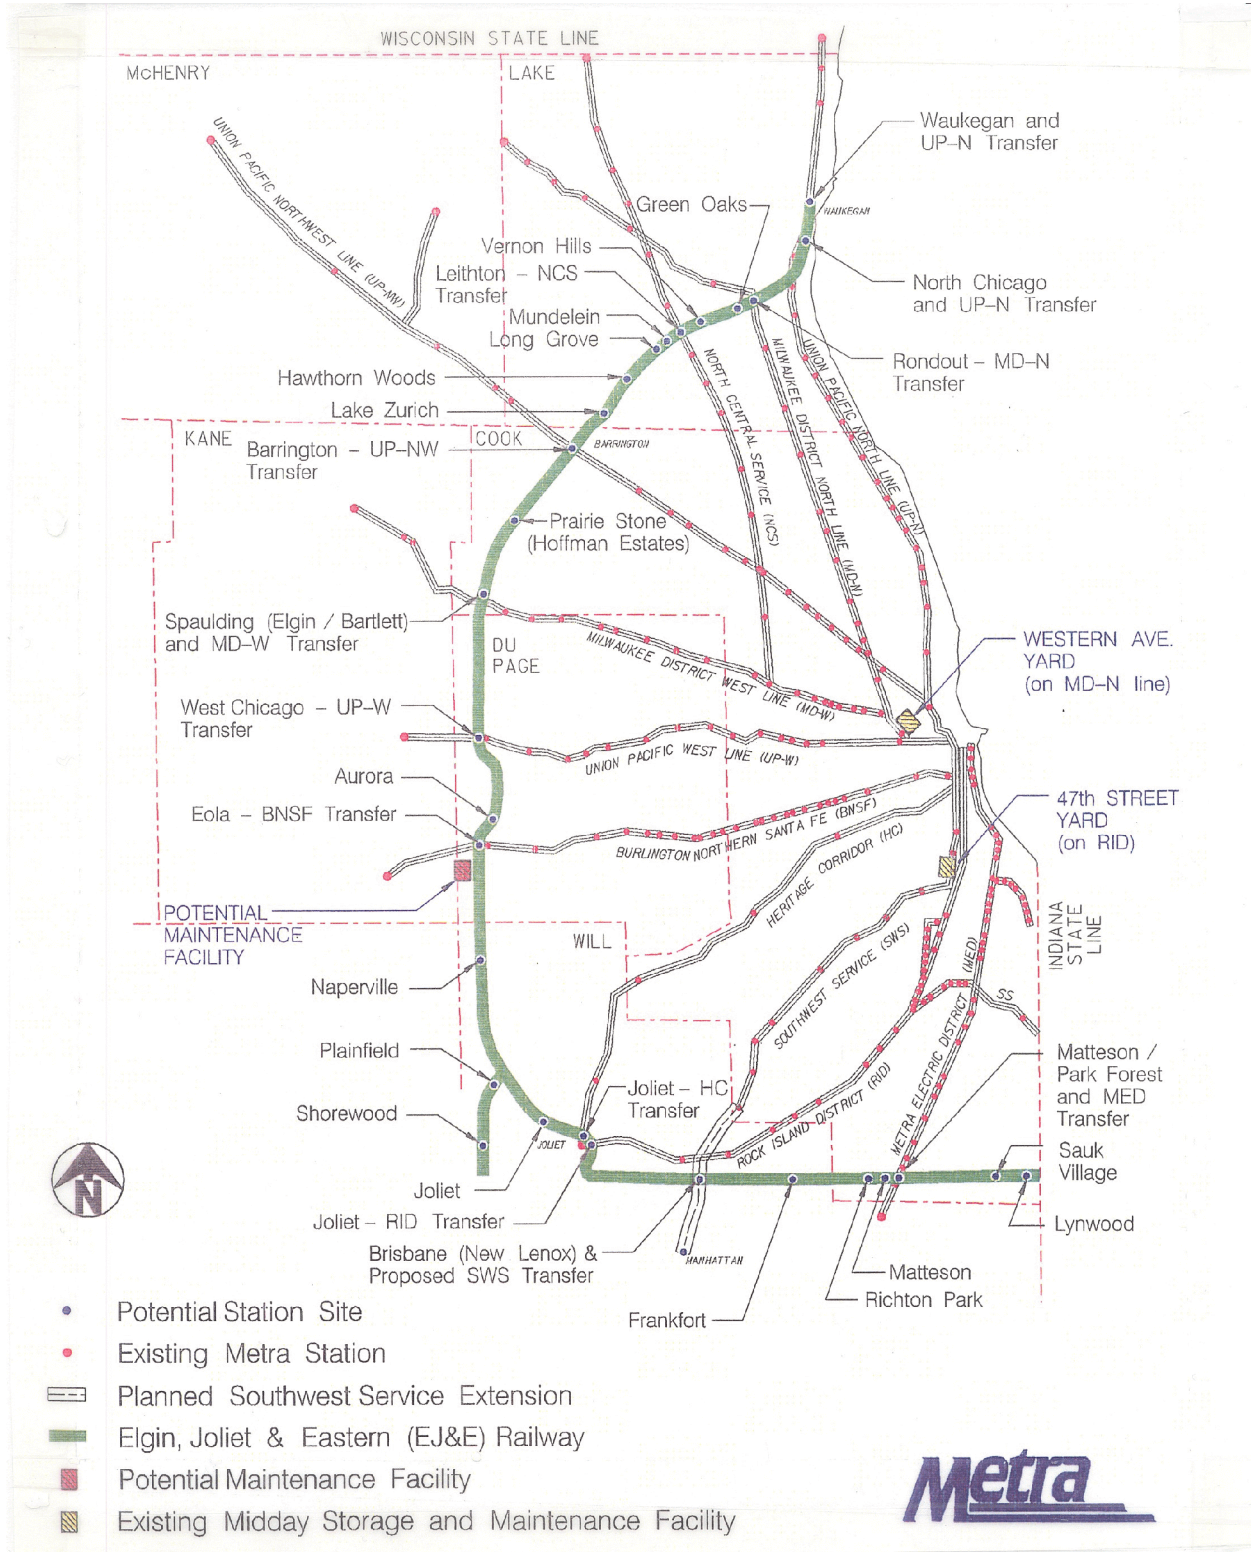 WISCONSIN STATE LINE
McHENRY
LAKE
UNION PACIFIC NORTHWEST LINE (UP-NW)
Waukegan and
UP-N Transfer
WAUKEGAN
Green Oaks
Vernon Hills
Leithton - NCS
Transfer
North Chicago
and UP-N Transfer
Mundelein
Long Grove
Rondout - MD-N
Transfer
Hawthorn Woods
Lake Zurich
NORTH CENTRAL SERVICE (NCS)
MILWAUKEE DISTRICT NORTH LINE (MD-N)
UNION PACIFIC NORTH LINE (UP-N)
KANE
COOK
Barrington - UP-NW
Transfer
BARRINGTON
Prairie Stone
(Hoffman Estates)
Spaulding (Elgin / Bartlett)
and MD-W Transfer
DU
PAGE
MILWAUKEE DISTRICT WEST LINE (MD-W)
WESTERN AVE.
YARD
(on MD-N line)
West Chicago - UP-W
Transfer
UNION PACIFIC WEST LINE (UP-W)
Aurora
Eola - BNSF Transfer
BURLINGTON NORTHERN SANTA FE (BNSF)
HERITAGE CORRIDOR (HC)
47th STREET
YARD
(on RID)
POTENTIAL
MAINTENANCE
FACILITY
WILL
INDIANA
STATE
LINE
Naperville
SOUTHWEST SERVICE (SWS)
METRA ELECTRIC DISTRICT (MED)
SS
Plainfield
Shorewood
Joliet - HC
Transfer
ROCK ISLAND DISTRICT (RID)
Matteson /
Park Forest
and MED
Transfer
JOLIET
Sauk
Village
Joliet
Joliet - RID Transfer
Lynwood
Brisbane (New Lenox) &
Proposed SWS Transfer
MANHATTAN
Matteson
Richton Park
Frankfort
N
Potential Station Site
Existing Metra Station
Planned Southwest Service Extension
Elgin, Joliet & Eastern (EJ&E) Railway
Potential Maintenance Facility
Existing Midday Storage and Maintenance Facility
Metra